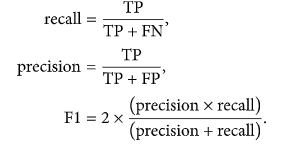 recall = TP / (TP + FN),
precision = TP / (TP + FP),
F1 = 2 × (precision × recall) / (precision + recall).